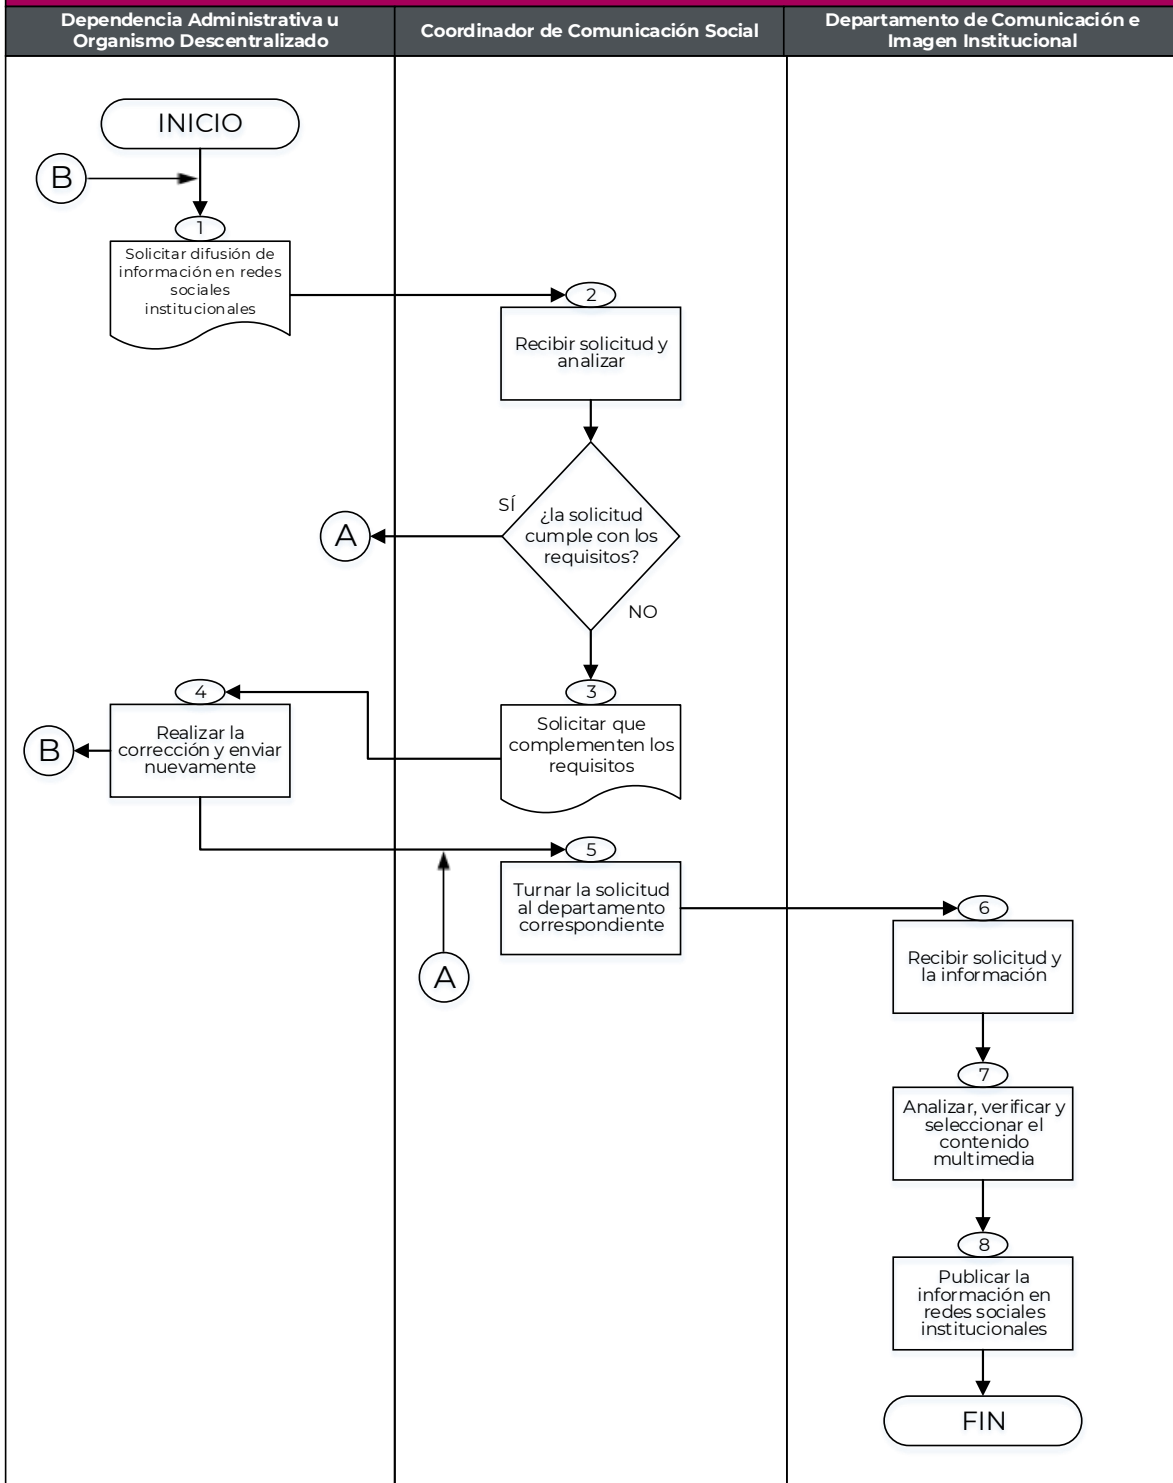 Dependencia Administrativa u
Organismo Descentralizado
Coordinador de Comunicación Social
Departamento de Comunicación e
Imagen Institucional
INICIO
B
1
Solicitar difusión de
información en redes
sociales
institucionales
2
Recibir solicitud y
analizar
SÍ
¿la solicitud
cumple con los
requisitos?
A
NO
3
Solicitar que
complementen los
requisitos
4
Realizar la
corrección y enviar
nuevamente
B
5
Turnar la solicitud
al departamento
correspondiente
A
6
Recibir solicitud y
la información
7
Analizar, verificar y
seleccionar el
contenido
multimedia
8
Publicar la
información en
redes sociales
institucionales
FIN